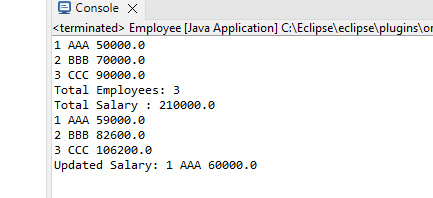 Console
<terminated> Employee [Java Application] C:\Eclipse\eclipse\plugins\or
1 AAA 50000.0
2 BBB 70000.0
3 CCC 90000.0
Total Employees: 3
Total Salary : 210000.0
1 AAA 59000.0
2 BBB 82600.0
3 CCC 106200.0
Updated Salary: 1 AAA 60000.0